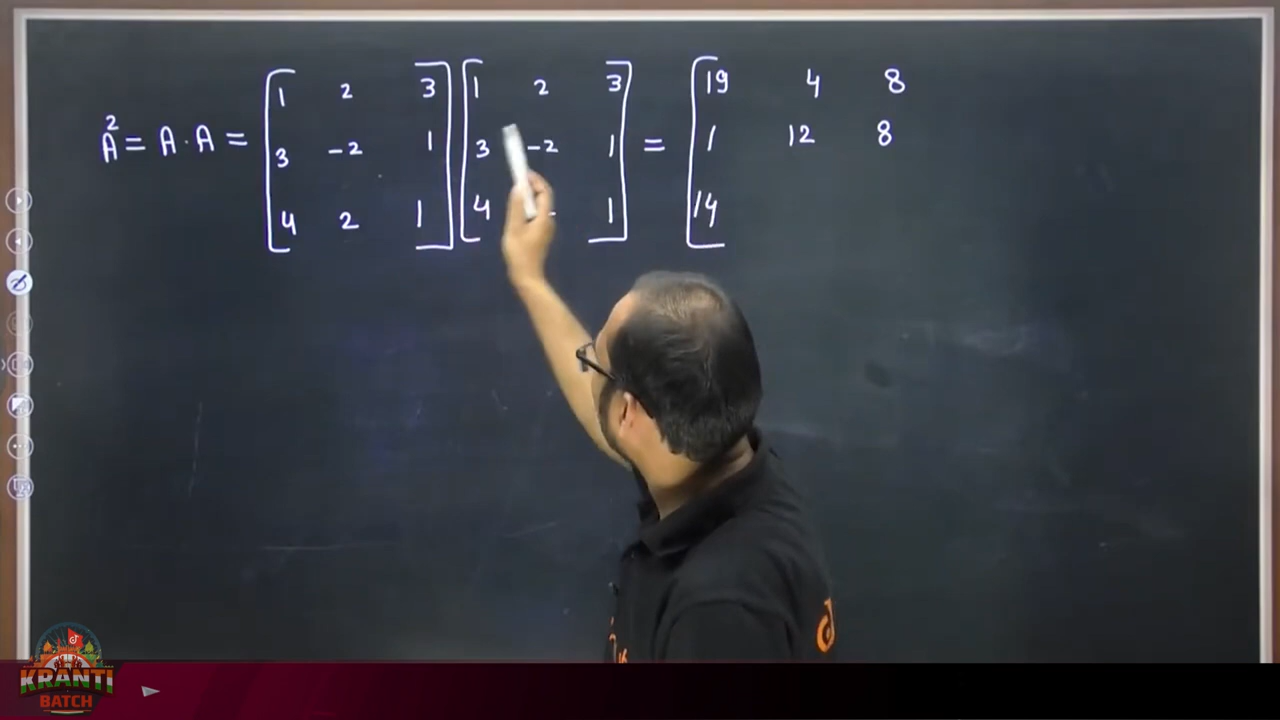 A² = A · A = [1 2 3] [1 2 3] = [19 4 8
[3 -2 1] [3 -2 1] 1 12 8
[4 2 1] [4 1] 14
KRANTI
BATCH